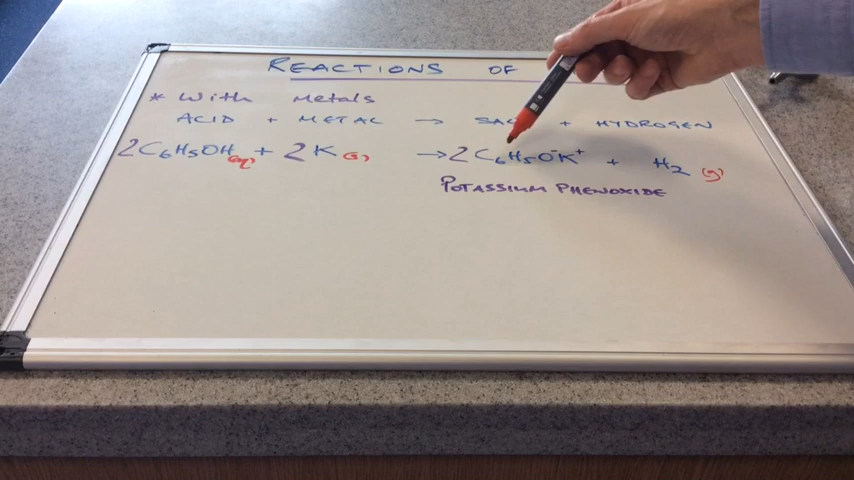 REACTIONS OF
* With Metals
ACID + METAL → + HYDROGEN
2C₆H₅OH(aq) + 2K(s) → 2C₆H₅O⁻K⁺ + H₂(g)
POTASSIUM PHENOXIDE